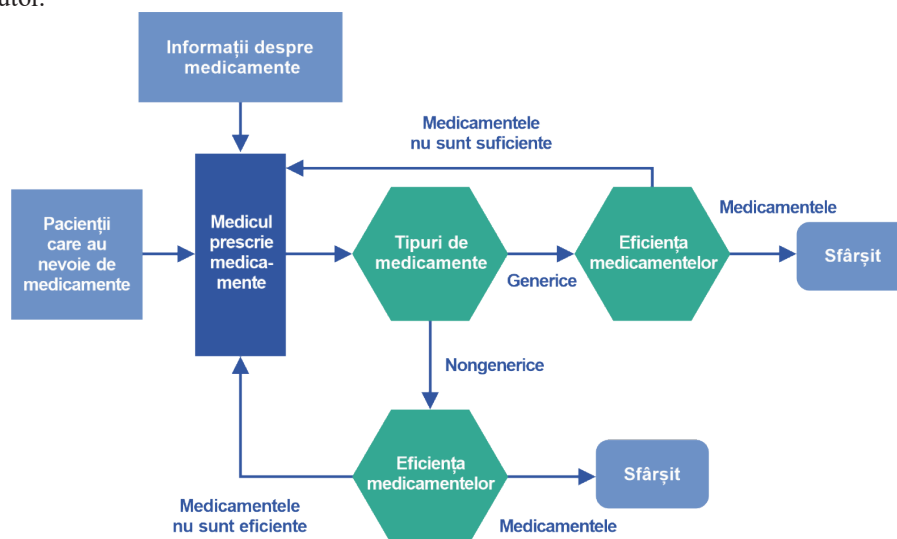 utor.
Informații despre
medicamente
Medicamentele
nu sunt suficiente
Pacienții
care au
nevoie de
medicamente
Medicul
prescrie
medica-
mente
Tipuri de
medicamente
Generice
Eficiența
medicamentelor
Medicamentele
Sfârșit
Nongenerice
Eficiența
medicamentelor
Medicamentele
nu sunt eficiente
Medicamentele
Sfârșit